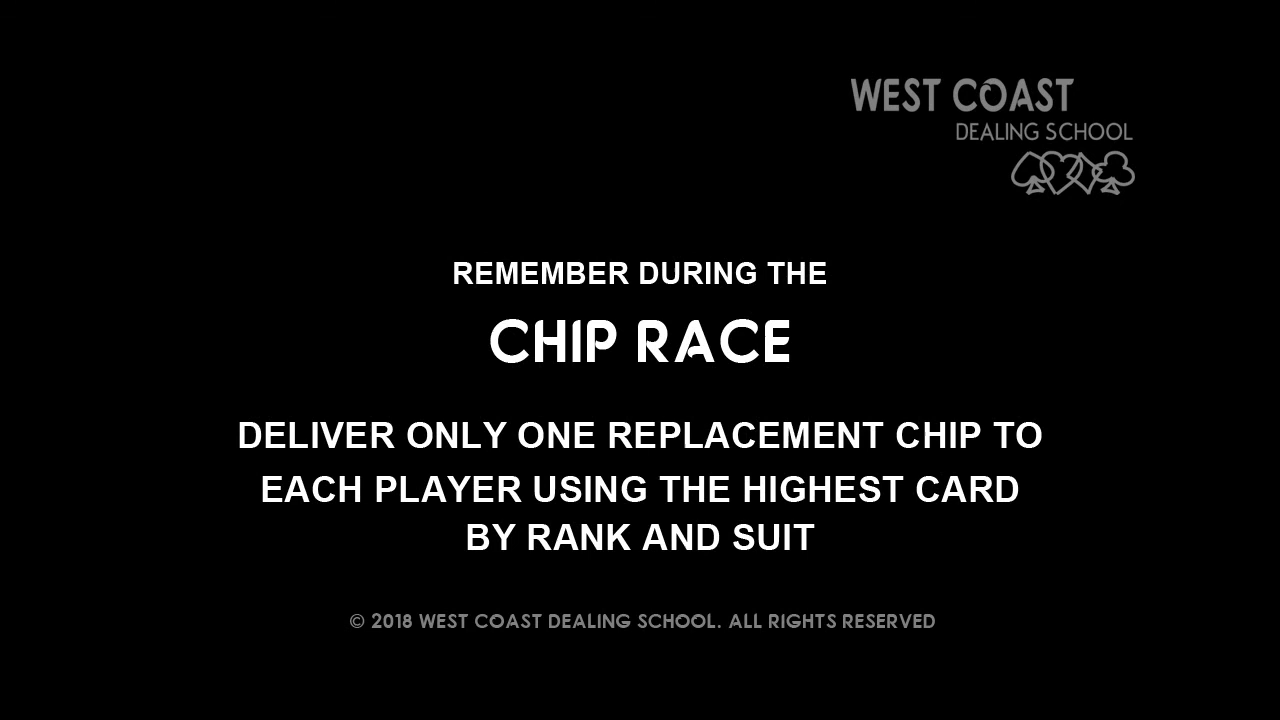 WEST COAST
DEALING SCHOOL
REMEMBER DURING THE
CHIP RACE
DELIVER ONLY ONE REPLACEMENT CHIP TO
EACH PLAYER USING THE HIGHEST CARD
BY RANK AND SUIT
© 2018 WEST COAST DEALING SCHOOL. ALL RIGHTS RESERVED